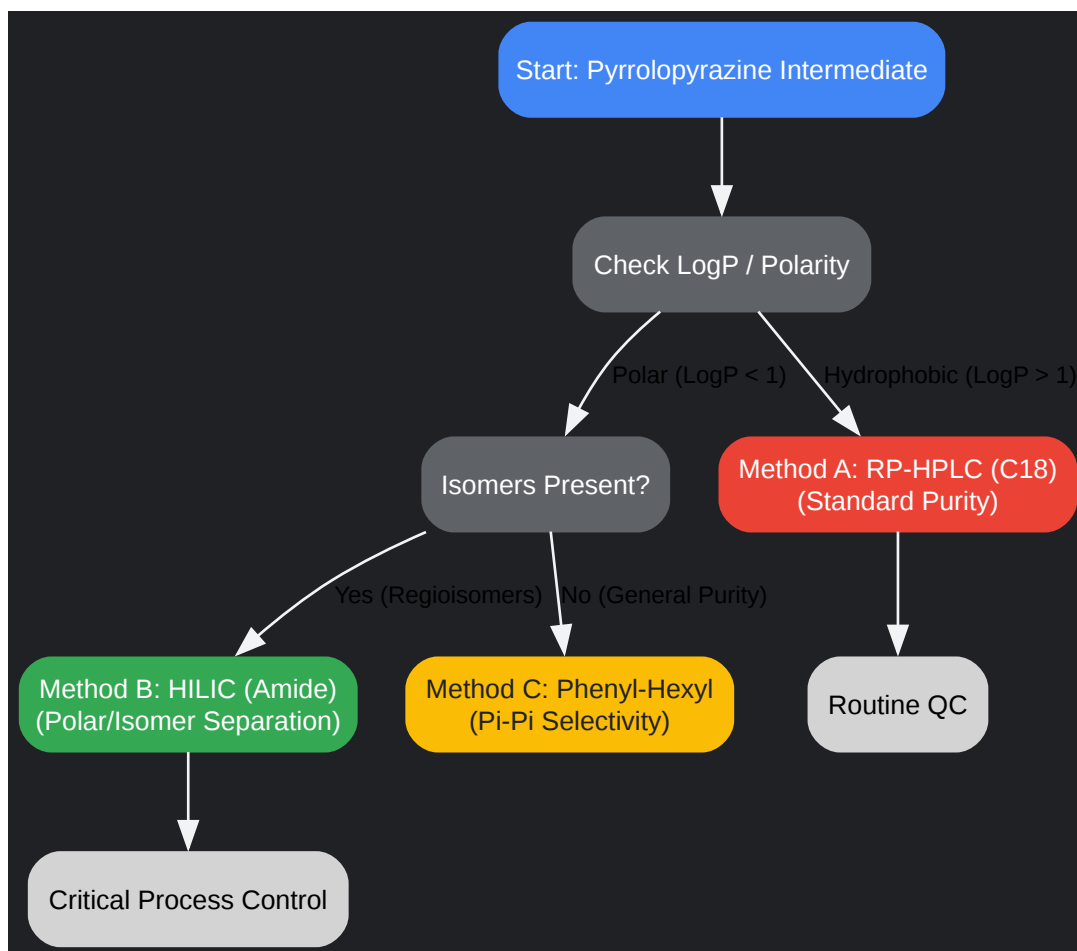 Start: Pyrrolopyrazine Intermediate
Check LogP / Polarity
Polar (LogP < 1)
Hydrophobic (LogP > 1)
Isomers Present?
Method A: RP-HPLC (C18)
(Standard Purity)
Yes (Regioisomers)
No (General Purity)
Method B: HILIC (Amide)
(Polar/Isomer Separation)
Method C: Phenyl-Hexyl
(Pi-Pi Selectivity)
Routine QC
Critical Process Control